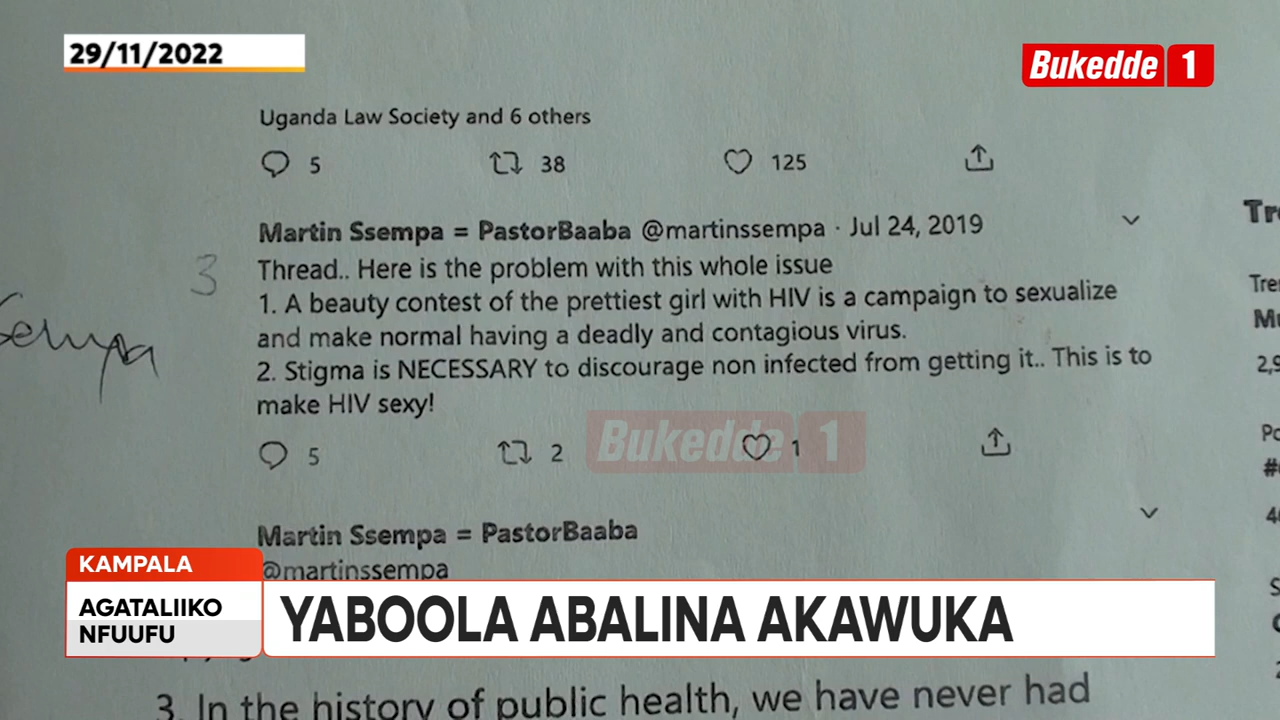 29/11/2022
Bukedde 1
Uganda Law Society and 6 others
5 38 125
Martin Ssempa = PastorBaaba @martinssempa · Jul 24, 2019
3
Thread.. Here is the problem with this whole issue
1. A beauty contest of the prettiest girl with HIV is a campaign to sexualize
and make normal having a deadly and contagious virus.
2. Stigma is NECESSARY to discourage non infected from getting it.. This is to
make HIV sexy!
5 2 1
Bukedde 1
Martin Ssempa = PastorBaaba
@martinssempa
KAMPALA
AGATALIIKO
NFUUFU
YABOOLA ABALINA AKAWUKA
3. In the history of public health, we have never had